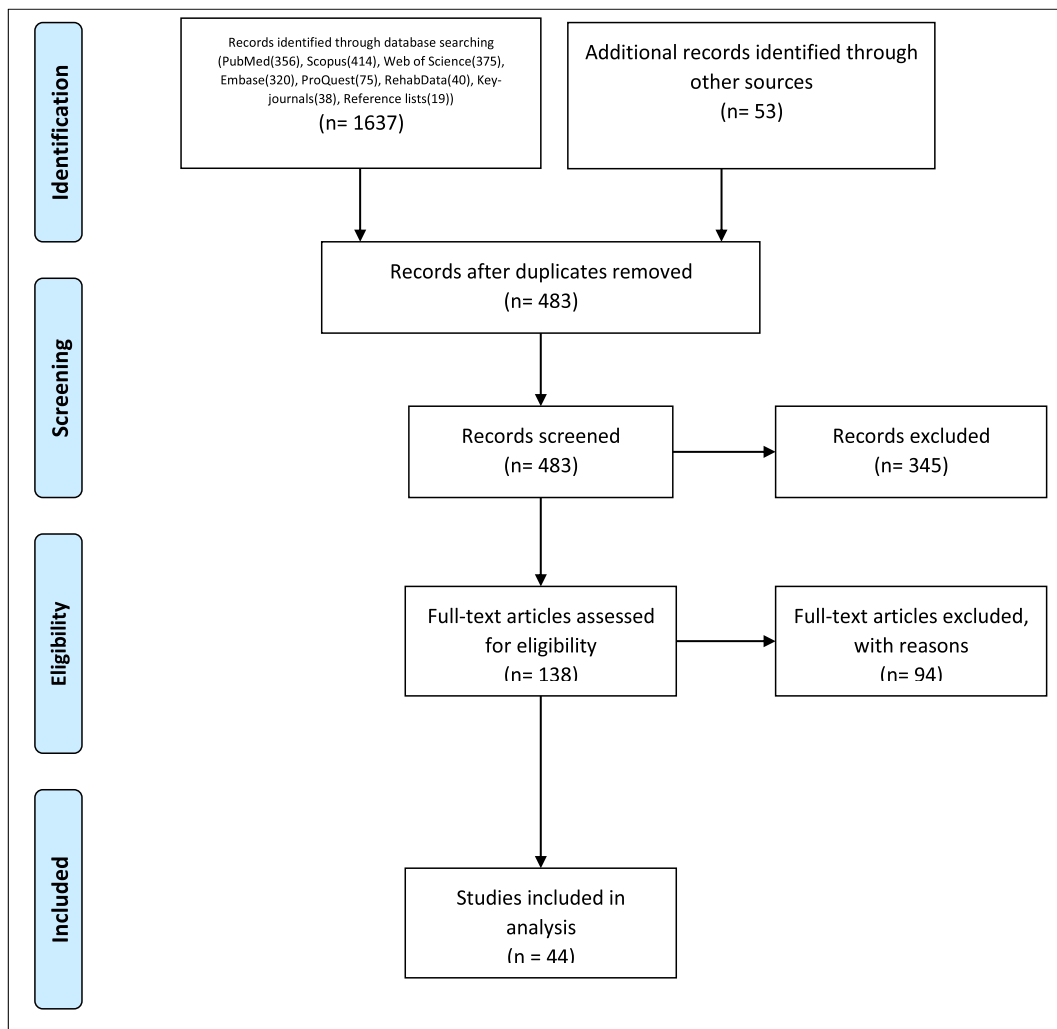 Identification
Records identified through database searching
(PubMed(356), Scopus(414), Web of Science(375),
Embase(320), ProQuest(75), RehabData(40), Key-
journals(38), Reference lists(19))
(n= 1637)
Additional records identified through
other sources
(n= 53)
Records after duplicates removed
(n= 483)
Screening
Records screened
(n= 483)
Records excluded
(n= 345)
Eligibility
Full-text articles assessed
for eligibility
(n= 138)
Full-text articles excluded,
with reasons
(n= 94)
Included
Studies included in
analysis
(n = 44)